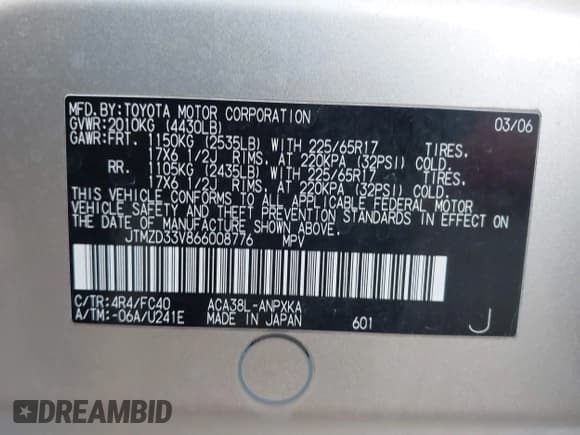 MFD.BY:TOYOTA MOTOR CORPORATION 03/06
GVWR:2010KG (4430LB)
GAWR:FRT. 1150KG (2535LB) WITH 225/65R17 TIRES,
17X6 1/2J RIMS, AT 220KPA (32PSI) COLD.
RR. 1105KG (2435LB) WITH 225/65R17 TIRES,
17X6 1/2J RIMS, AT 220KPA (32PSI) COLD.
THIS VEHICLE CONFORMS TO ALL APPLICABLE FEDERAL MOTOR
VEHICLE SAFETY AND THEFT PREVENTION STANDARDS IN EFFECT ON
THE DATE OF MANUFACTURE SHOWN ABOVE.
JTMZD33V866008776 MPV
C/TR:4R4/FC40 ACA38L-ANPXKA
A/TM:-06A/U241E MADE IN JAPAN 601 J
DREAMBID